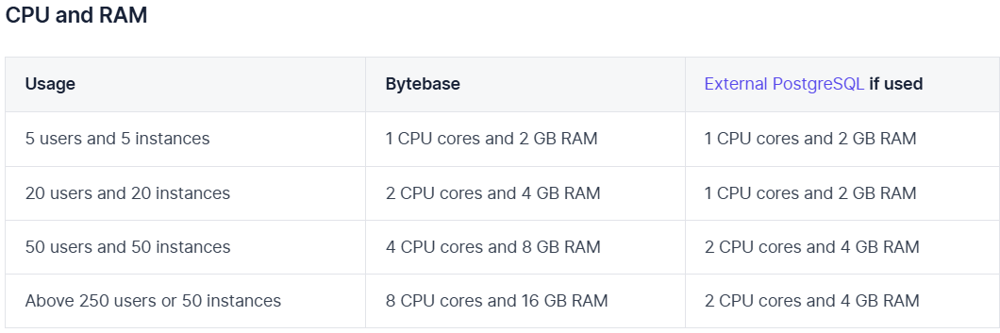 CPU and RAM
Usage Bytebase External PostgreSQL if used
5 users and 5 instances 1 CPU cores and 2 GB RAM 1 CPU cores and 2 GB RAM
20 users and 20 instances 2 CPU cores and 4 GB RAM 1 CPU cores and 2 GB RAM
50 users and 50 instances 4 CPU cores and 8 GB RAM 2 CPU cores and 4 GB RAM
Above 250 users or 50 instances 8 CPU cores and 16 GB RAM 2 CPU cores and 4 GB RAM